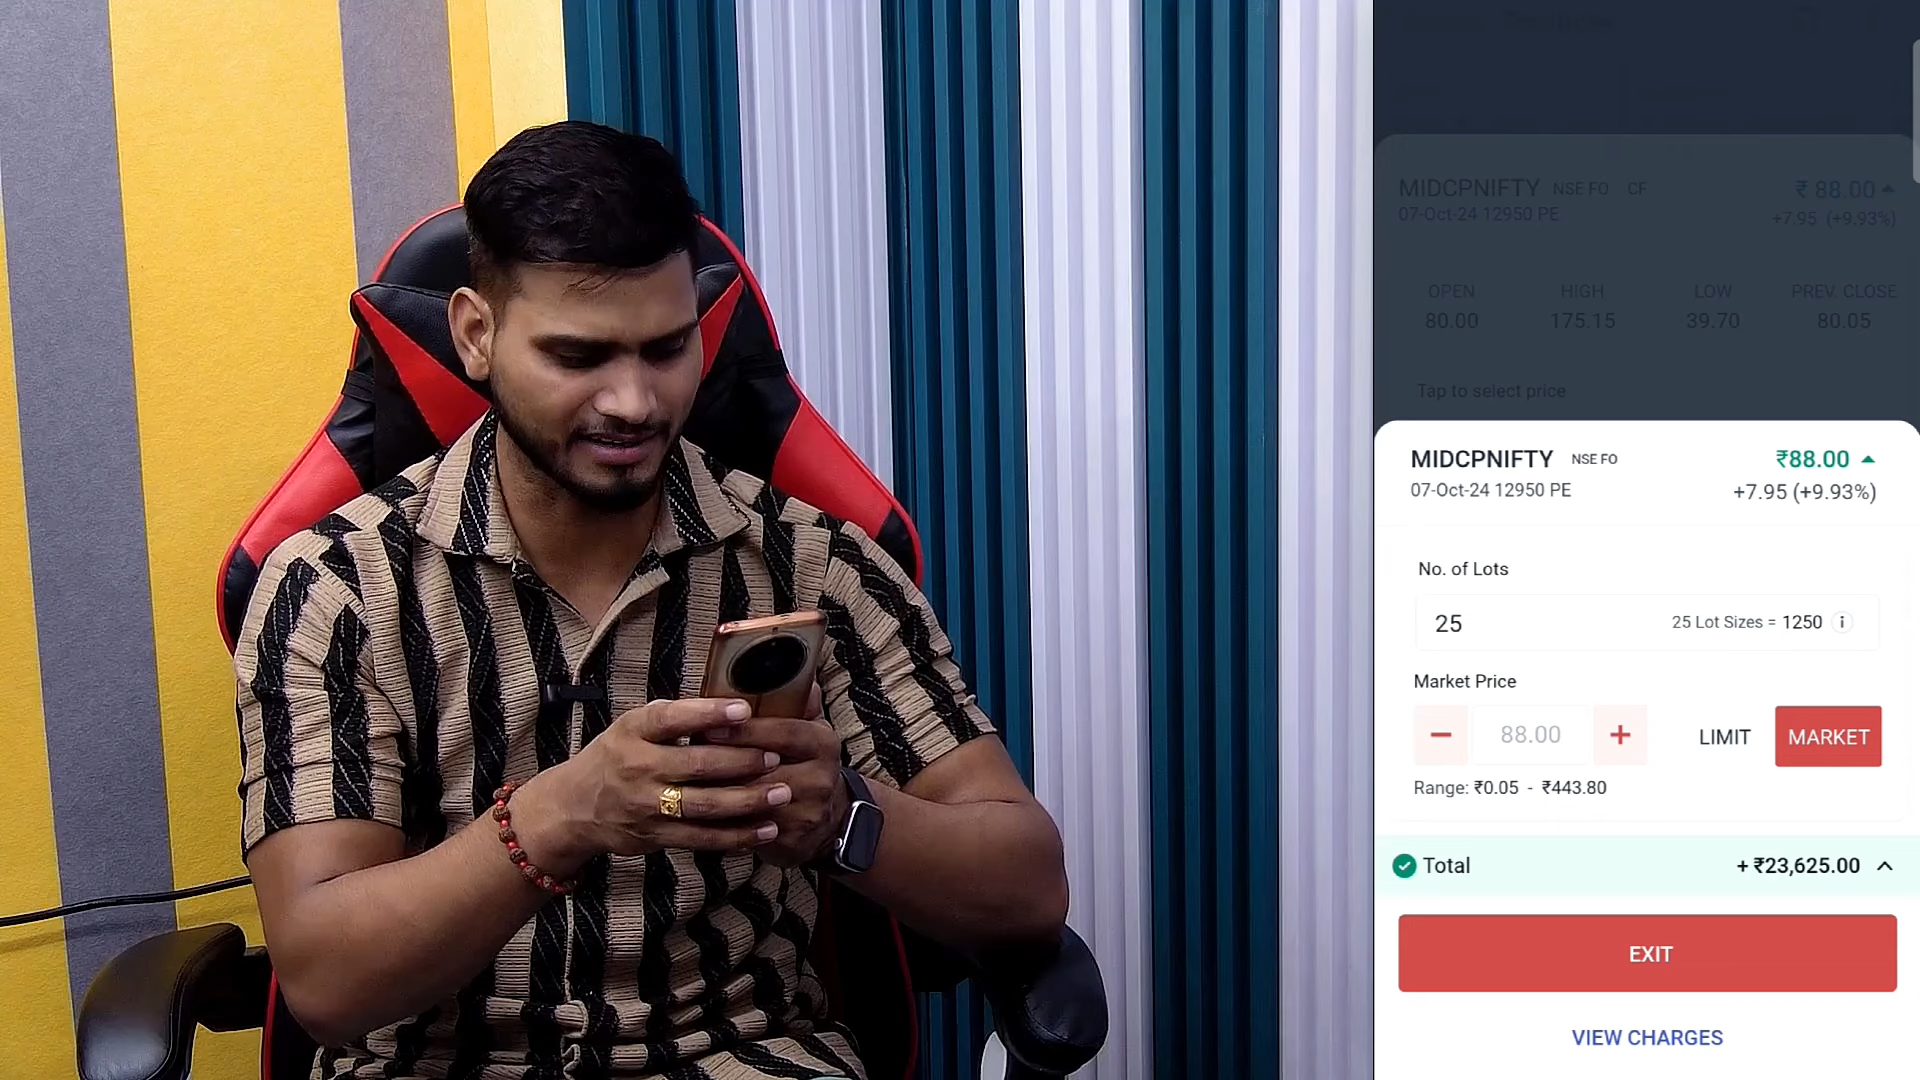 MIDCPNIFTY NSE FO CF ₹ 88.00
07-Oct-24 12950 PE +7.95 (+9.93%)
OPEN HIGH LOW PREV. CLOSE
80.00 175.15 39.70 80.05
Tap to select price
MIDCPNIFTY NSE FO ₹88.00
07-Oct-24 12950 PE +7.95 (+9.93%)
No. of Lots
25 25 Lot Sizes = 1250
Market Price
− 88.00 + LIMIT MARKET
Range: ₹0.05 - ₹443.80
Total + ₹23,625.00
EXIT
VIEW CHARGES